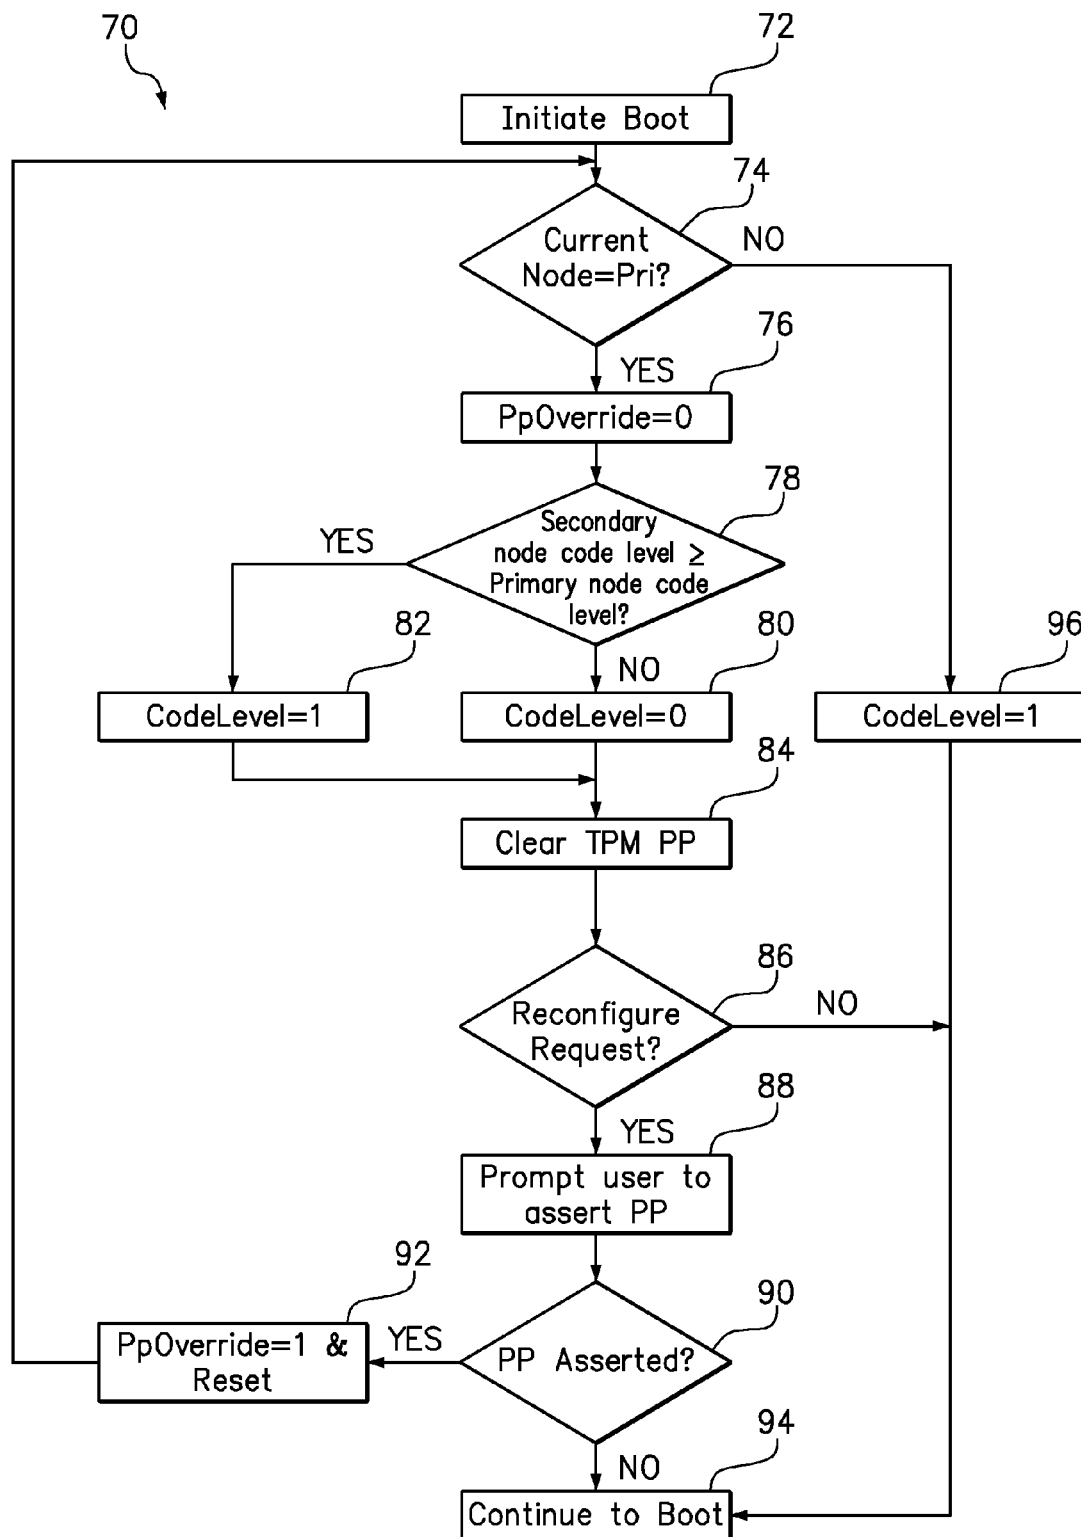 70
72
Initiate Boot
74
Current
Node=Pri?
NO
76
YES
PpOverride=0
78
Secondary
node code level ≥
Primary node code
level?
YES
82
80
96
NO
CodeLevel=1
CodeLevel=0
CodeLevel=1
84
Clear TPM PP
86
Reconfigure
Request?
NO
88
YES
Prompt user to
assert PP
92
90
PpOverride=1 &
Reset
YES
PP Asserted?
94
NO
Continue to Boot